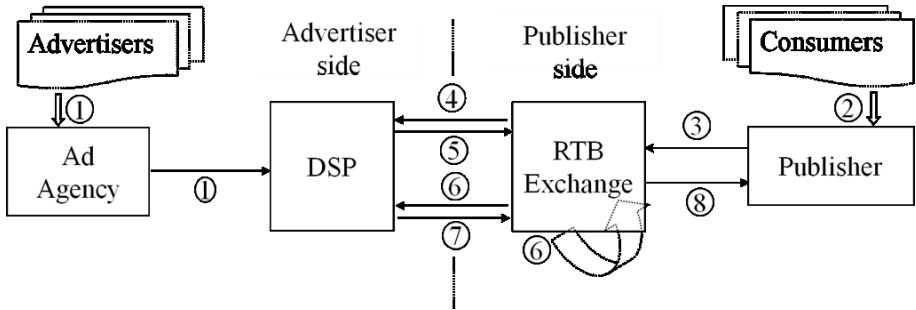 Advertisers
Advertiser
side
Publisher
side
Consumers
①
④
②
③
⑤
Ad
Agency
DSP
RTB
Exchange
Publisher
①
⑥
⑧
⑦
⑥